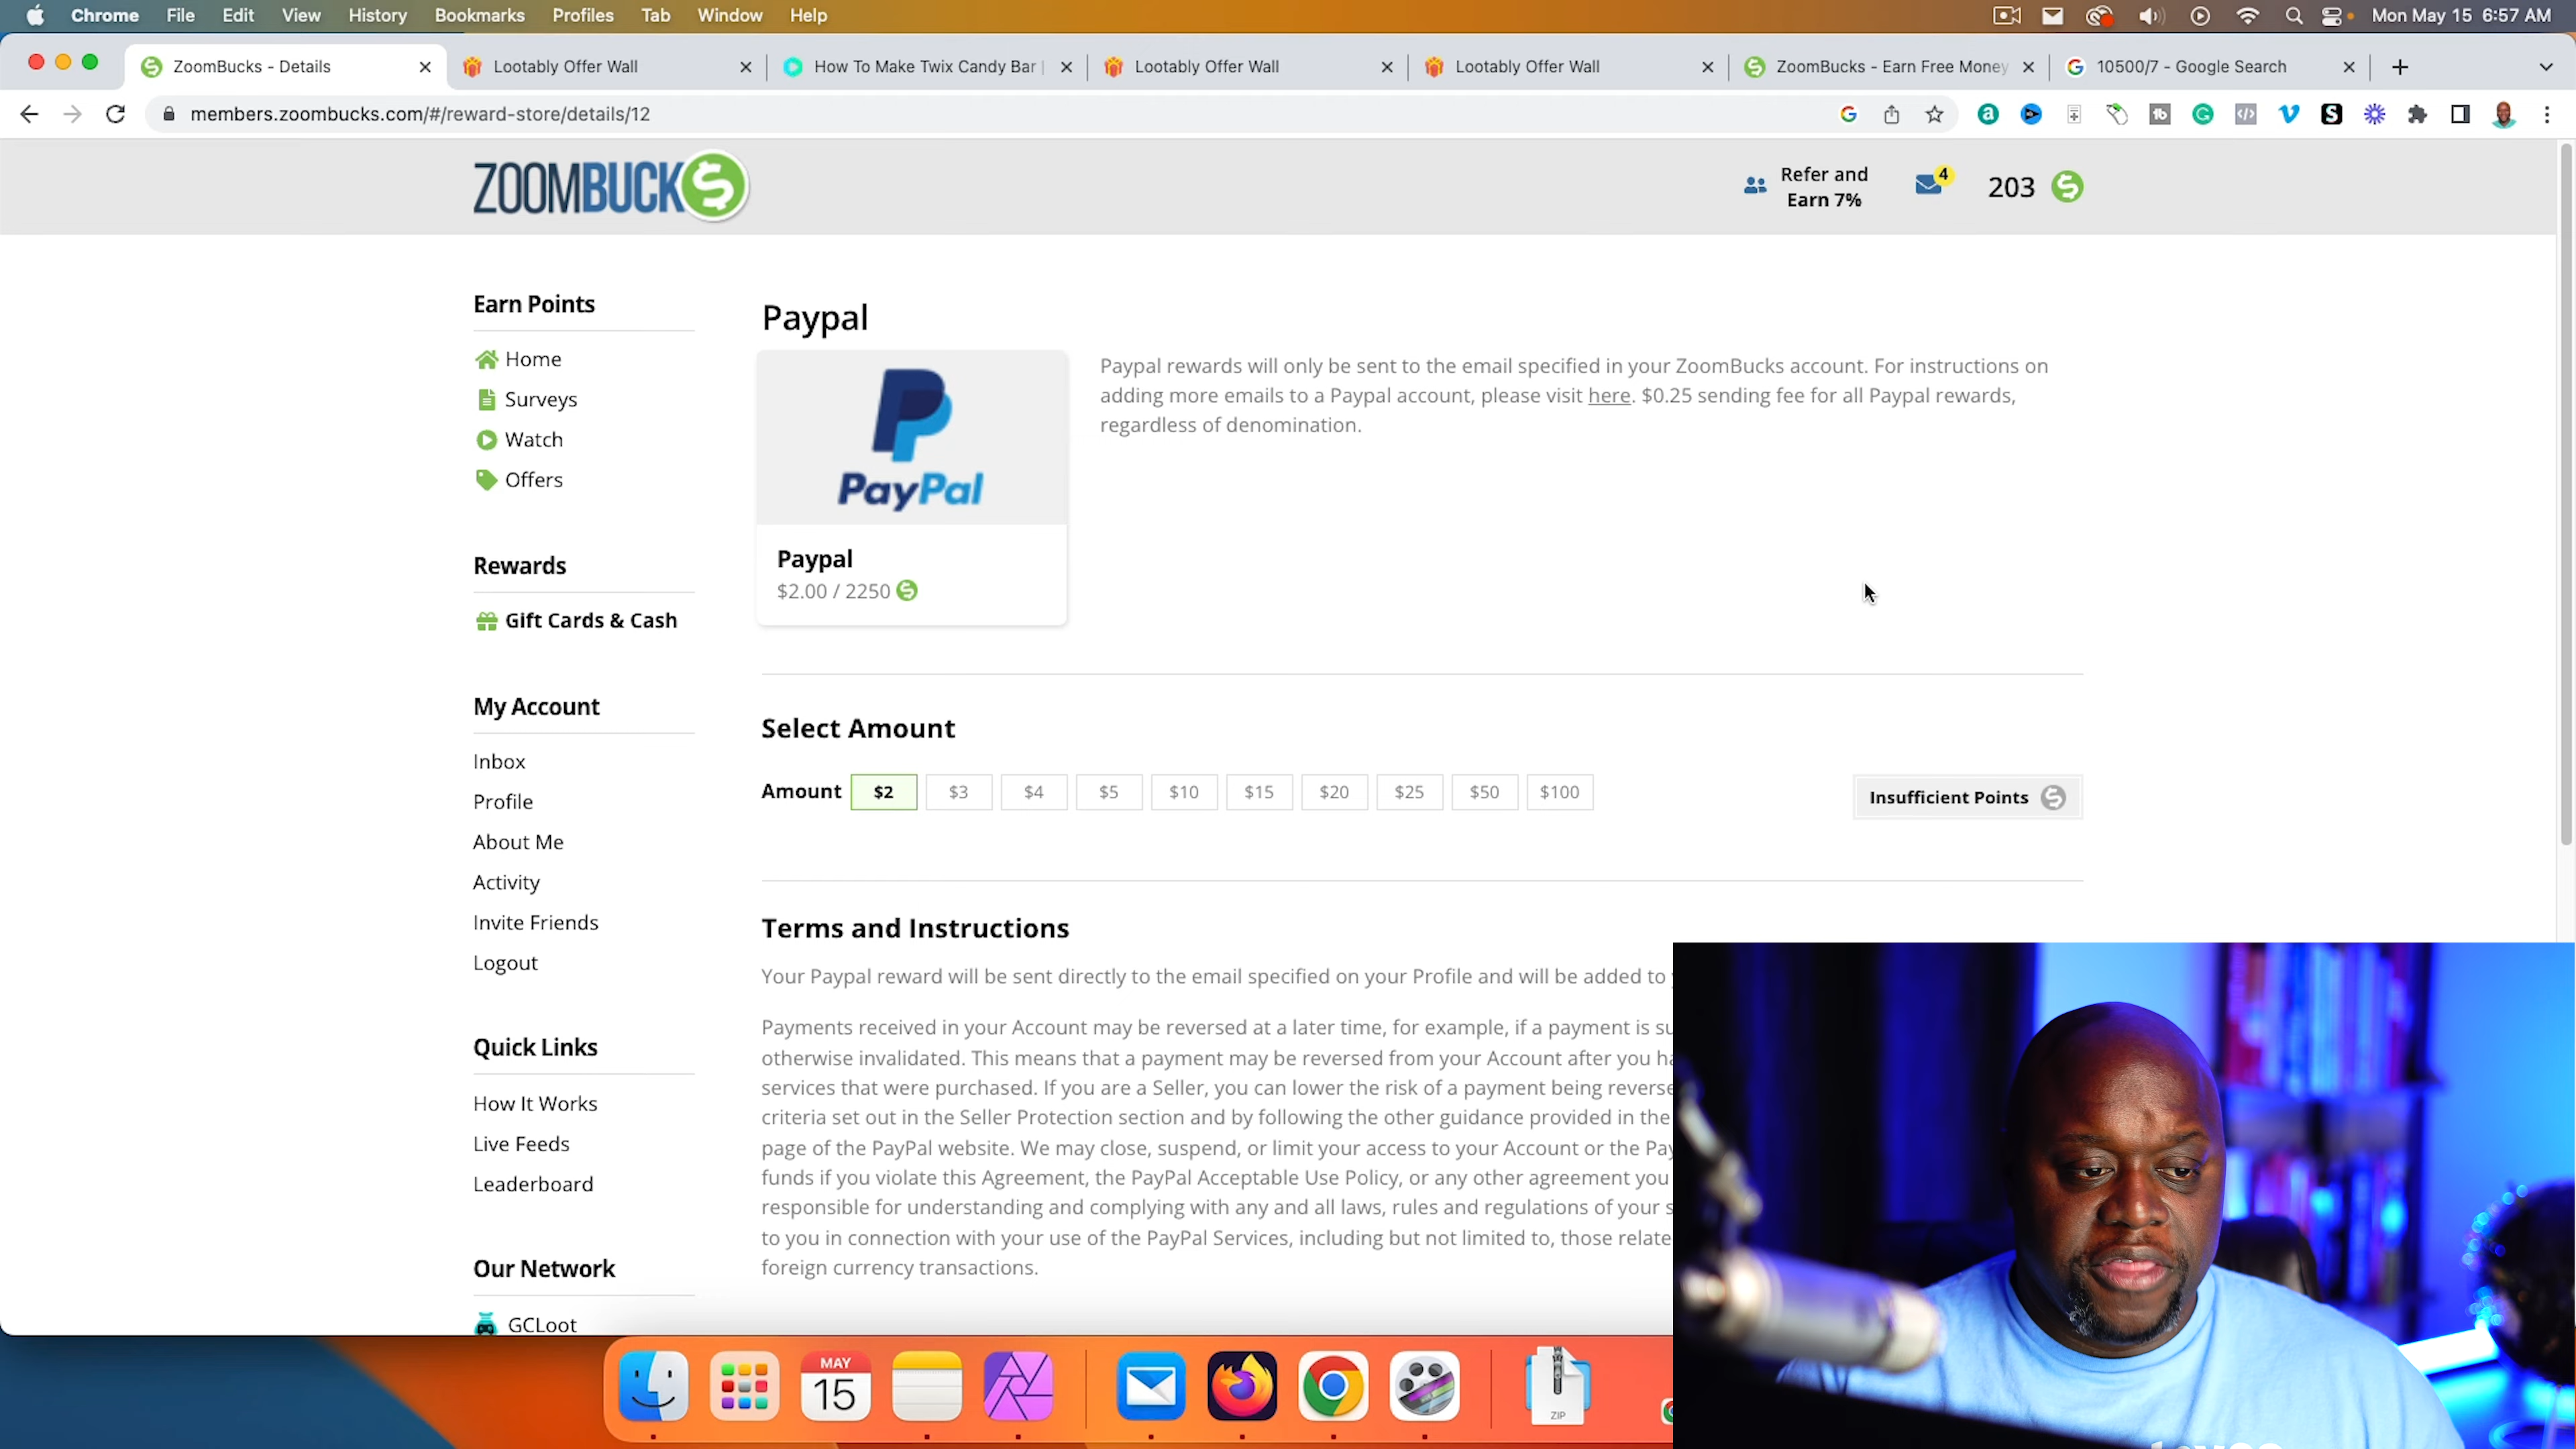 Chrome File Edit View History Bookmarks Profiles Tab Window Help Mon May 15 6:57 AM
ZoomBucks - Details Lootably Offer Wall How To Make Twix Candy Bar | Lootably Offer Wall Lootably Offer Wall ZoomBucks - Earn Free Money 10500/7 - Google Search
members.zoombucks.com/#/reward-store/details/12
ZOOMBUCK$
Refer and
Earn 7%
4
203
Earn Points
Home
Surveys
Watch
Offers
Rewards
Gift Cards & Cash
My Account
Inbox
Profile
About Me
Activity
Invite Friends
Logout
Quick Links
How It Works
Live Feeds
Leaderboard
Our Network
GCLoot
Paypal
PayPal
Paypal
$2.00 / 2250
Paypal rewards will only be sent to the email specified in your ZoomBucks account. For instructions on
adding more emails to a Paypal account, please visit here. $0.25 sending fee for all Paypal rewards,
regardless of denomination.
Select Amount
Amount $2 $3 $4 $5 $10 $15 $20 $25 $50 $100
Insufficient Points
Terms and Instructions
Your Paypal reward will be sent directly to the email specified on your Profile and will be added to
Payments received in your Account may be reversed at a later time, for example, if a payment is su
otherwise invalidated. This means that a payment may be reversed from your Account after you ha
services that were purchased. If you are a Seller, you can lower the risk of a payment being reverse
criteria set out in the Seller Protection section and by following the other guidance provided in the
page of the PayPal website. We may close, suspend, or limit your access to your Account or the Pay
funds if you violate this Agreement, the PayPal Acceptable Use Policy, or any other agreement you
responsible for understanding and complying with any and all laws, rules and regulations of your s
to you in connection with your use of the PayPal Services, including but not limited to, those relate
foreign currency transactions.
MAY
15
ZIP